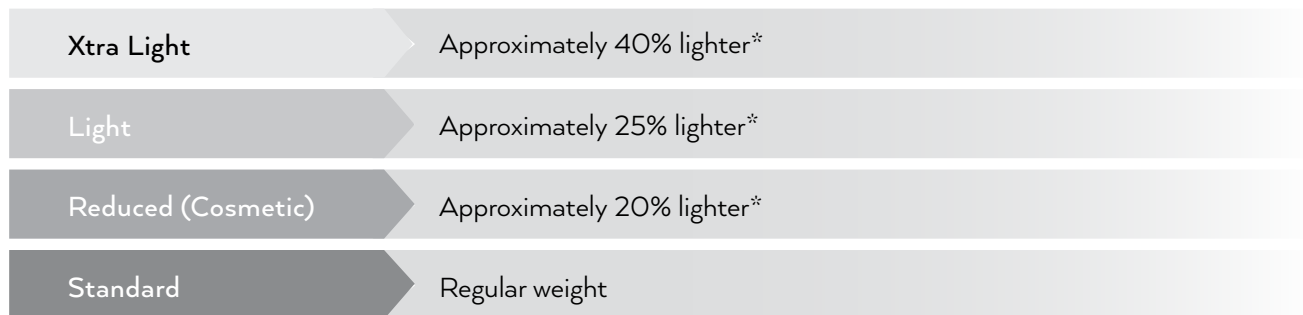 Xtra Light Approximately 40% lighter*
Light Approximately 25% lighter*
Reduced (Cosmetic) Approximately 20% lighter*
Standard Regular weight